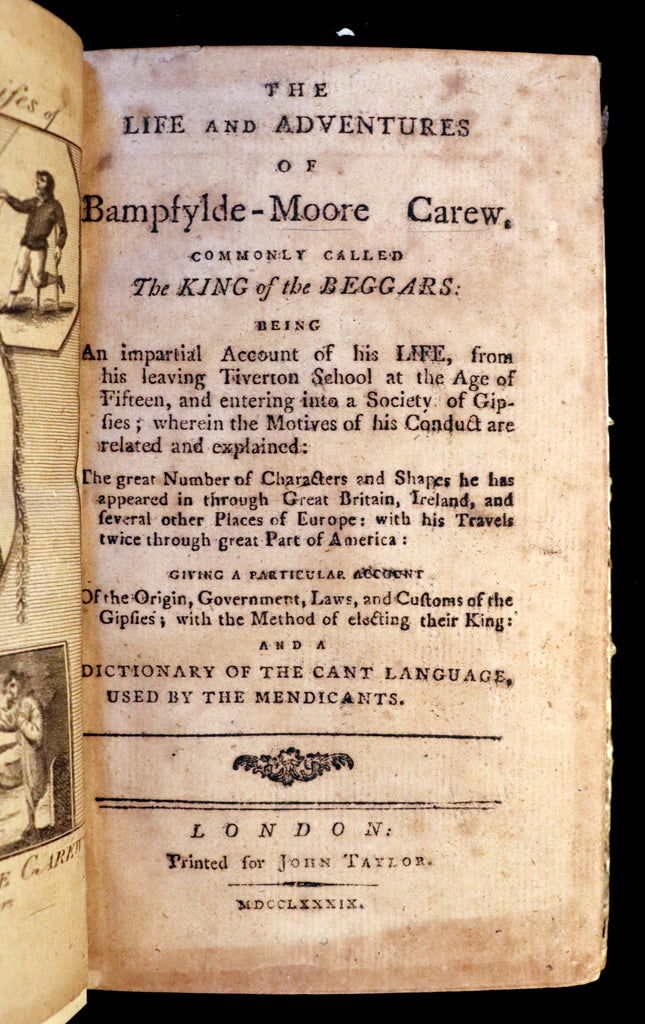 ifes of
THE
LIFE AND ADVENTURES
OF
Bampfylde-Moore Carew,
COMMONLY CALLED
The KING of the BEGGARS:
BEING
An impartial Account of his LIFE, from
his leaving Tiverton School at the Age of
Fifteen, and entering into a Society of Gip-
ſies; wherein the Motives of his Conduct are
related and explained:
The great Number of Characters and Shapes he has
appeared in through Great Britain, Ireland, and
ſeveral other Places of Europe: with his Travels
twice through great Part of America:
GIVING A PARTICULAR ACCOUNT
Of the Origin, Government, Laws, and Cuſtoms of the
Gipſies; with the Method of electing their King:
AND A
DICTIONARY OF THE CANT LANGUAGE,
USED BY THE MENDICANTS.
LONDON:
Printed for JOHN TAYLOR.
MDCCLXXXIX.
E CAREW